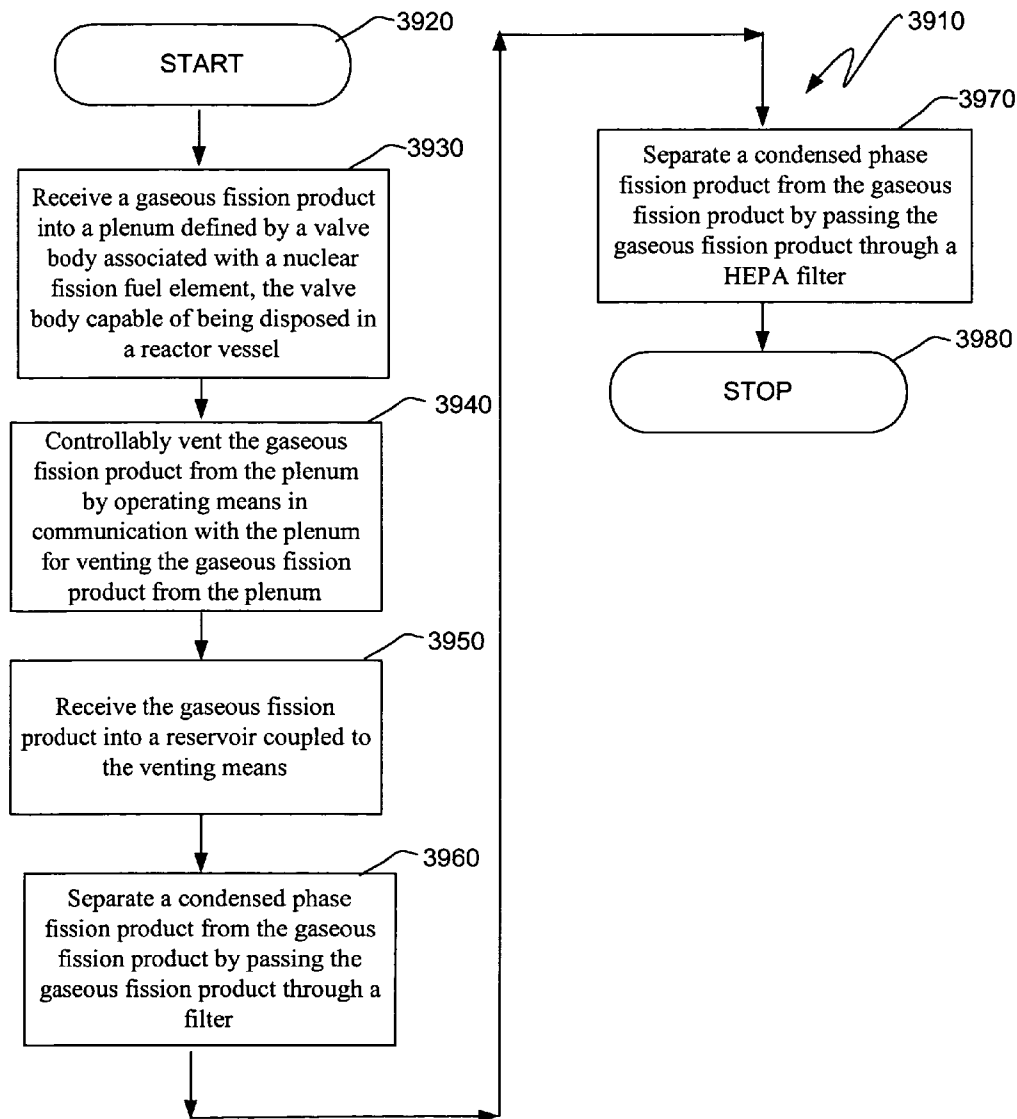 3920
START
3930
Receive a gaseous fission product
into a plenum defined by a valve
body associated with a nuclear
fission fuel element, the valve
body capable of being disposed in
a reactor vessel
3940
Controllably vent the gaseous
fission product from the plenum
by operating means in
communication with the plenum
for venting the gaseous fission
product from the plenum
3950
Receive the gaseous fission
product into a reservoir coupled to
the venting means
3960
Separate a condensed phase
fission product from the gaseous
fission product by passing the
gaseous fission product through a
filter
3910
3970
Separate a condensed phase
fission product from the gaseous
fission product by passing the
gaseous fission product through a
HEPA filter
3980
STOP